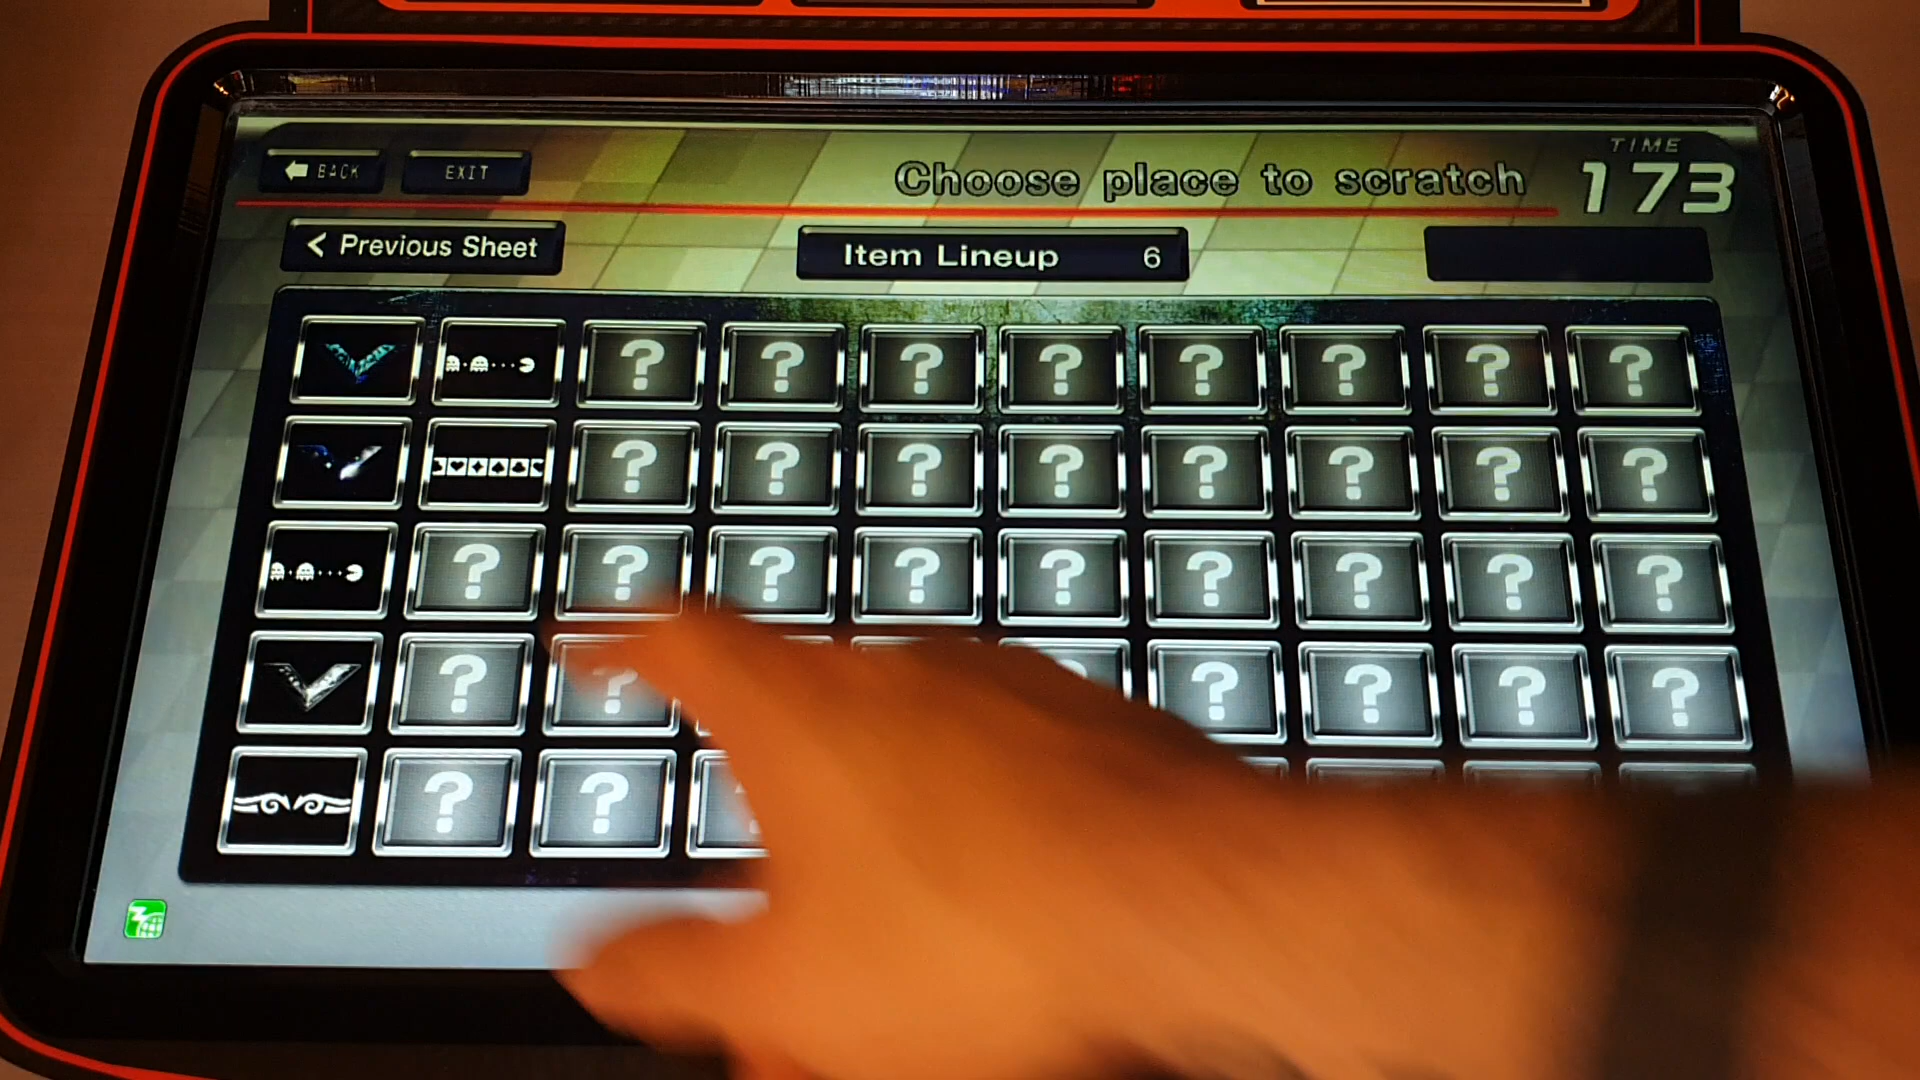 BACK
EXIT
Choose place to scratch
TIME
173
< Previous Sheet
Item Lineup 6
? ? ? ? ? ? ? ?
? ? ? ? ? ? ? ?
? ? ? ? ? ? ? ? ?
? ? ? ? ? ? ?
? ?